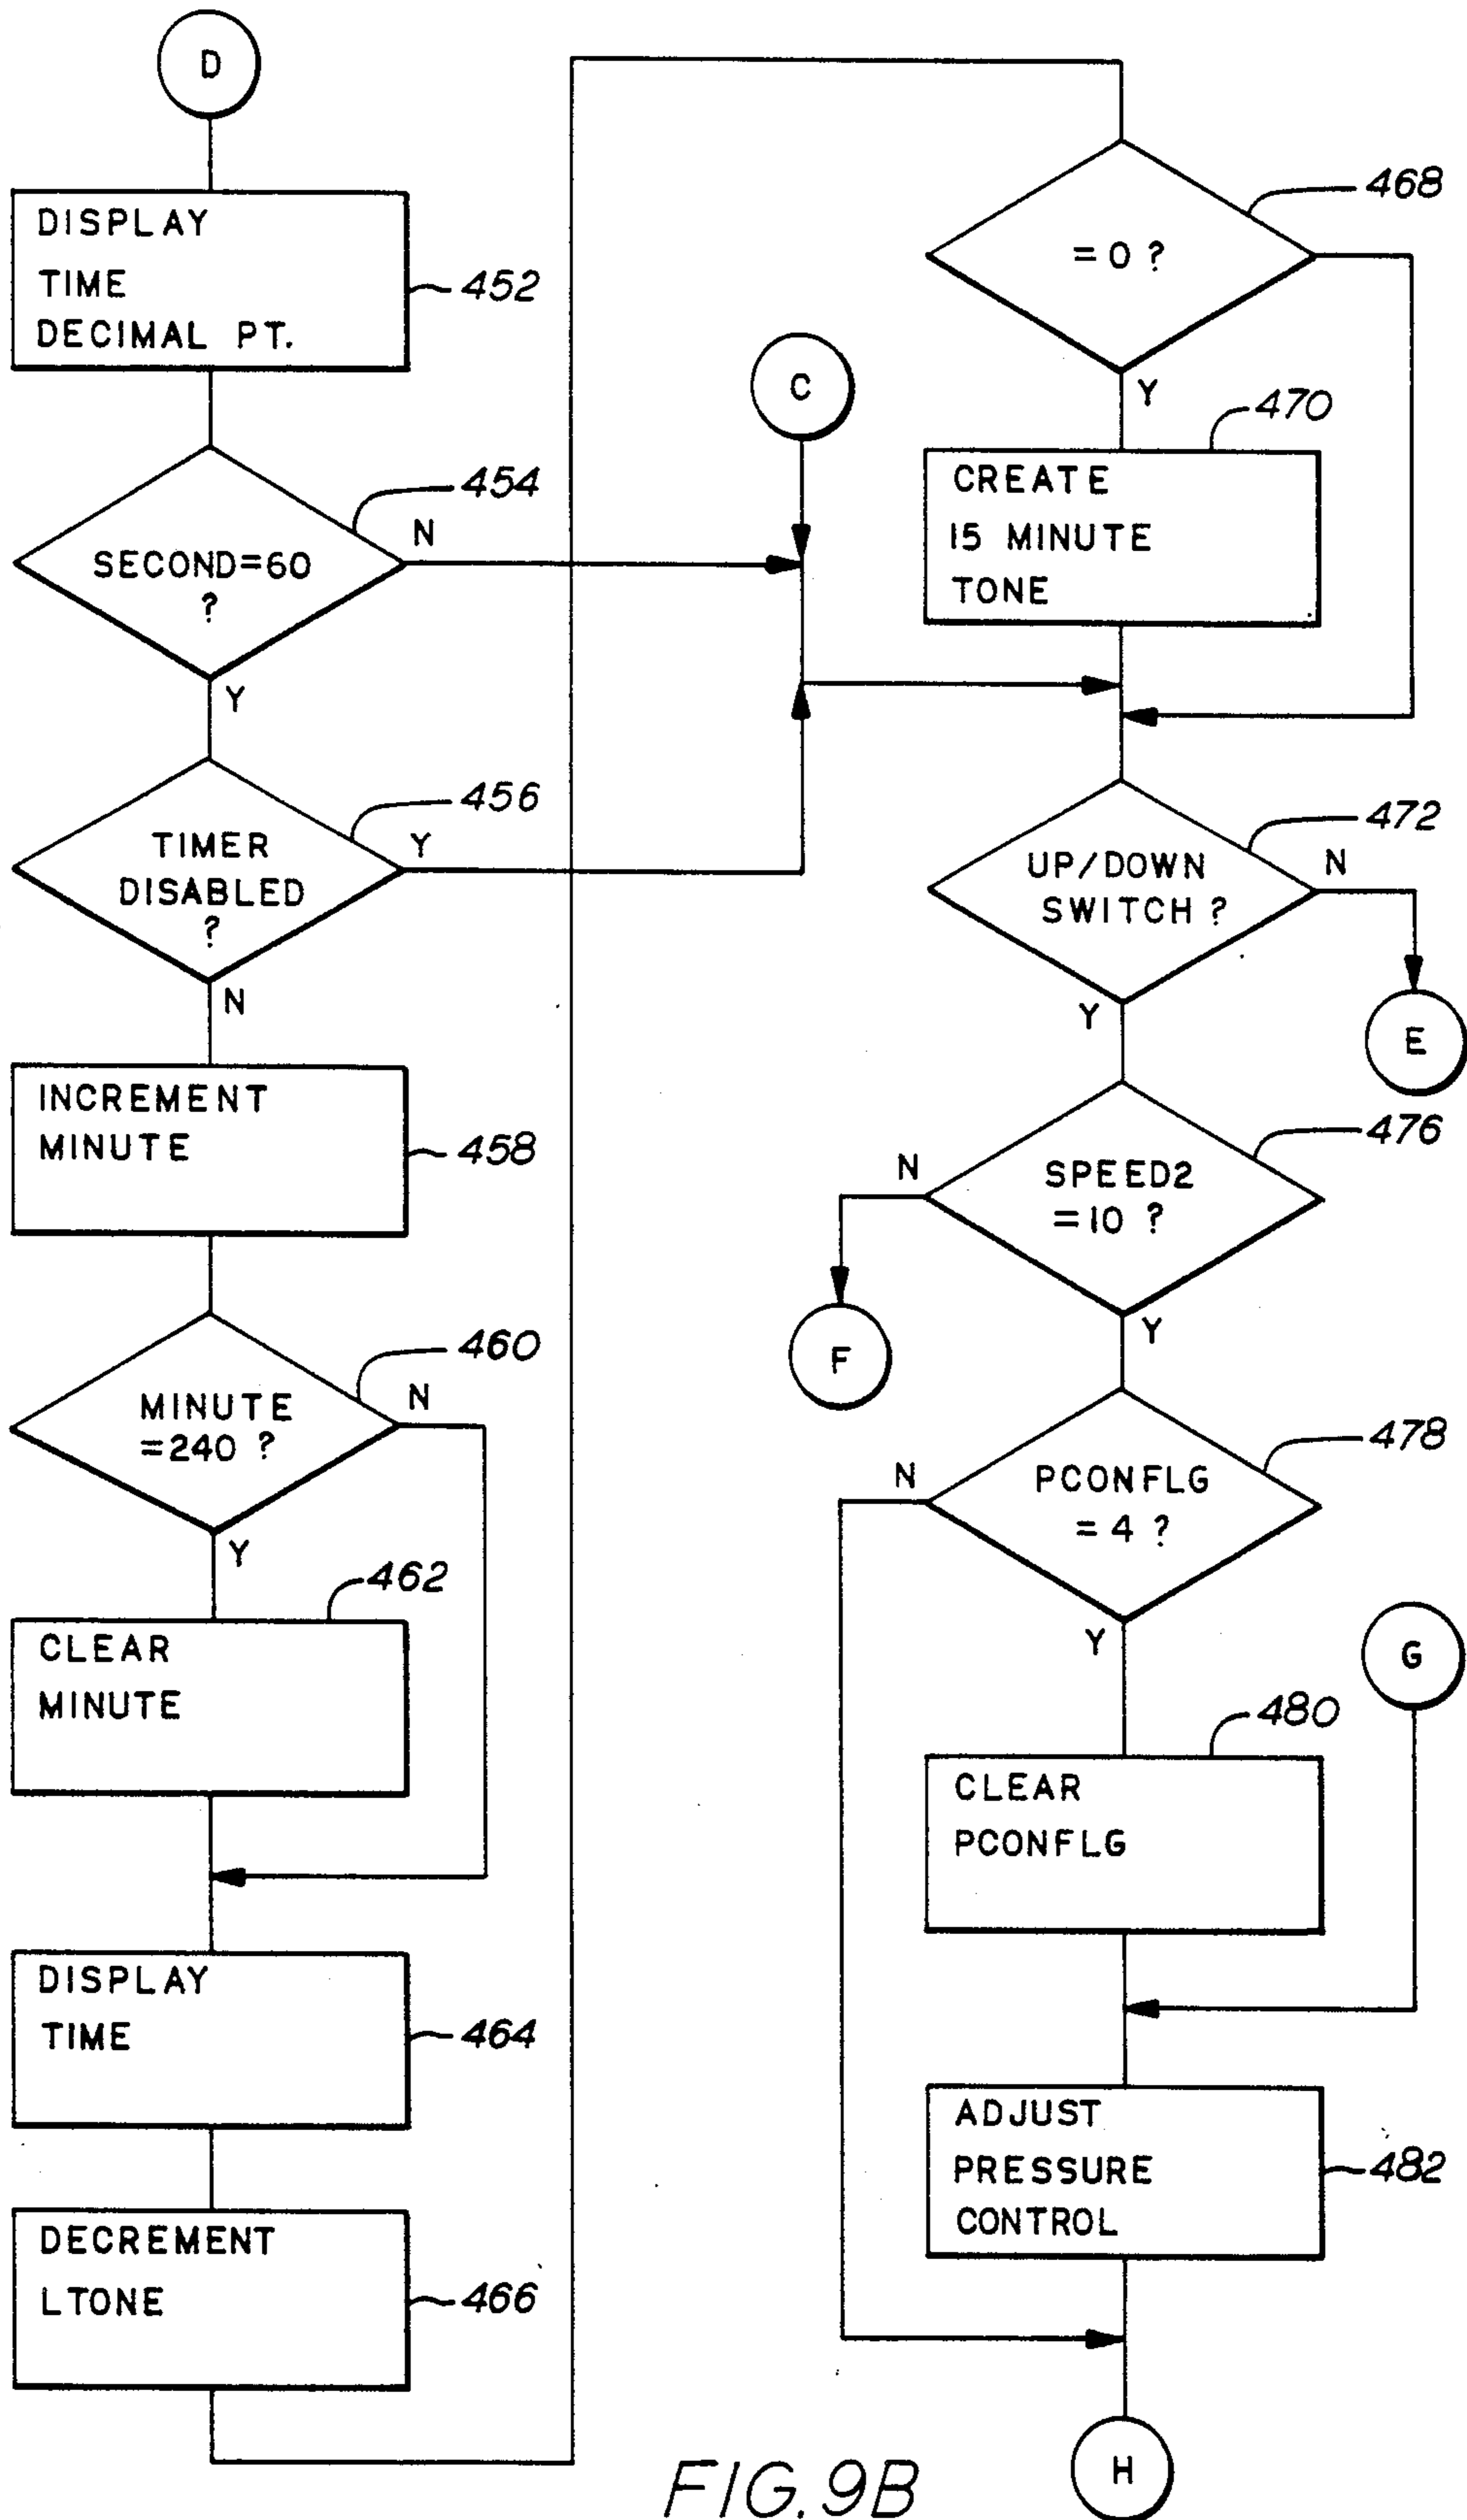 D
DISPLAY
TIME
DECIMAL PT.
452
SECOND=60
?
454
N
Y
TIMER
DISABLED
?
456
Y
N
INCREMENT
MINUTE
458
MINUTE
=240 ?
460
N
Y
462
CLEAR
MINUTE
DISPLAY
TIME
464
DECREMENT
LTONE
466
C
= 0 ?
468
Y
470
CREATE
15 MINUTE
TONE
UP/DOWN
SWITCH ?
472
N
E
Y
SPEED2
=10 ?
476
N
F
Y
PCONFLG
= 4 ?
478
N
Y
G
480
CLEAR
PCONFLG
ADJUST
PRESSURE
CONTROL
482
H
FIG. 9B